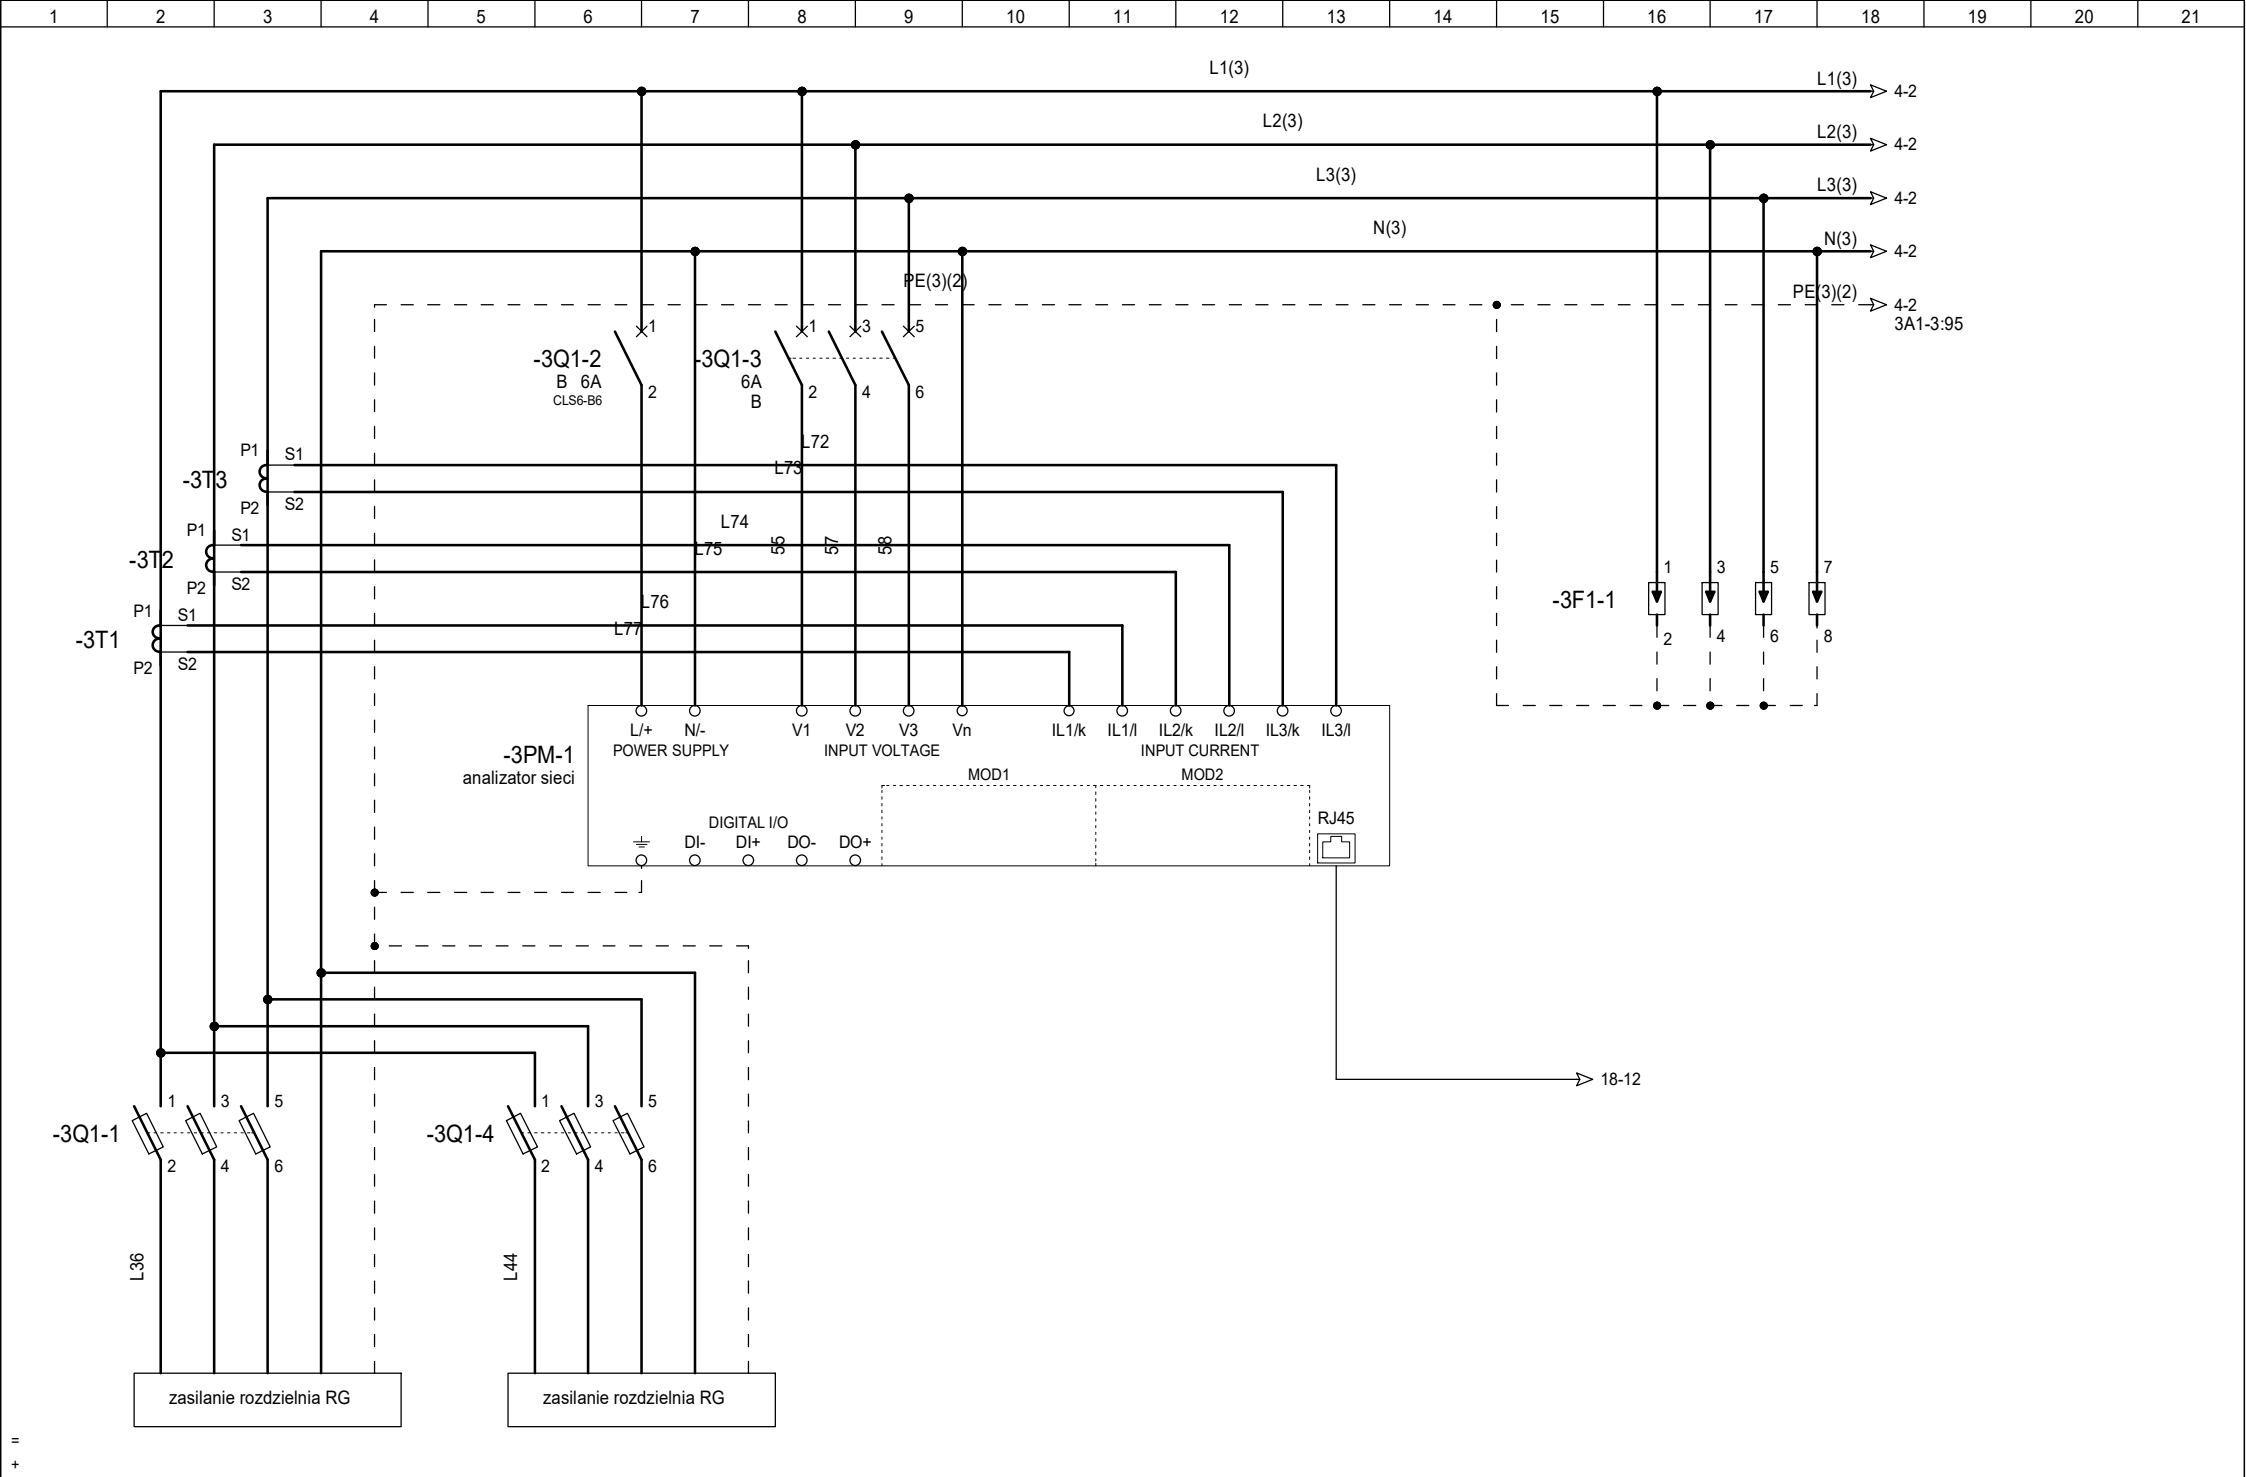 1 2 3 4 5 6 7 8 9 10 11 12 13 14 15 16 17 18 19 20 21
L1(3)
L1(3) 4-2
L2(3)
L2(3) 4-2
L3(3)
L3(3) 4-2
N(3)
N(3) 4-2
PE(3)(2)
PE(3)(2) 4-2
3A1-3:95
1 1 3 5
-3Q1-2 -3Q1-3
B 6A 6A
CLS6-B6 B
2 2 4 6
L72
P1 S1
L73
-3T3
P2 S2
L74
P1 S1
L75 55 57 58
-3T2
P2 S2
1 3 5 7
-3F1-1
L76
P1 S1
L77
-3T1
2 4 6 8
P2 S2
L/+ N/- V1 V2 V3 Vn IL1/k IL1/l IL2/k IL2/l IL3/k IL3/l
POWER SUPPLY INPUT VOLTAGE INPUT CURRENT
-3PM-1
analizator sieci
MOD1 MOD2
RJ45
DIGITAL I/O
DI- DI+ DO- DO+
18-12
1 3 5 1 3 5
-3Q1-1 -3Q1-4
2 4 6 2 4 6
L36 L44
zasilanie rozdzielnia RG zasilanie rozdzielnia RG
=
+